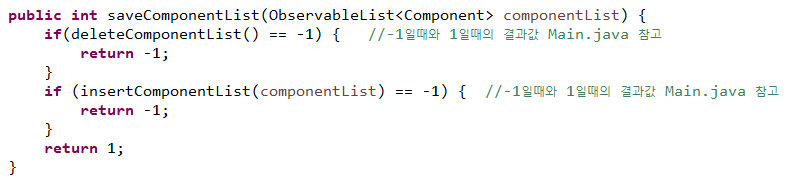 public int saveComponentList(ObservableList<Component> componentList) {
    if(deleteComponentList() == -1) {   //-1일때와 1일때의 결과값 Main.java 참고
        return -1;
    }
    if (insertComponentList(componentList) == -1) {  //-1일때와 1일때의 결과값 Main.java 참고
        return -1;
    }
    return 1;
}